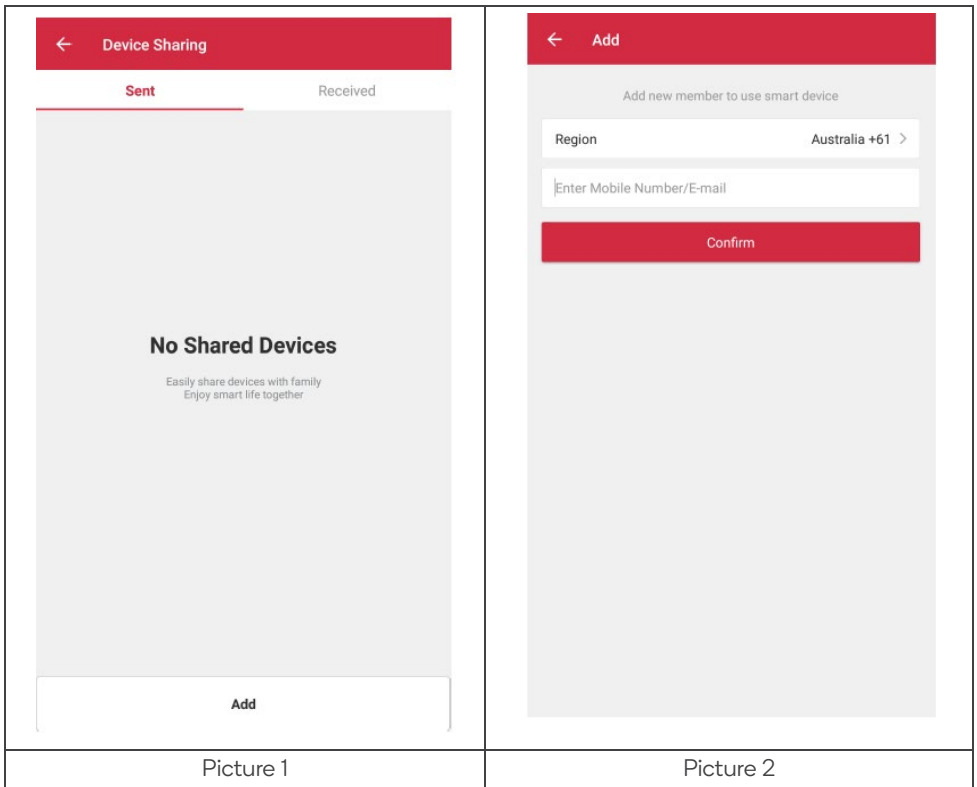 Device Sharing
Sent Received
No Shared Devices
Easily share devices with family
Enjoy smart life together
Add
Picture 1
Add
Add new member to use smart device
Region Australia +61 >
Enter Mobile Number/E-mail
Confirm
Picture 2